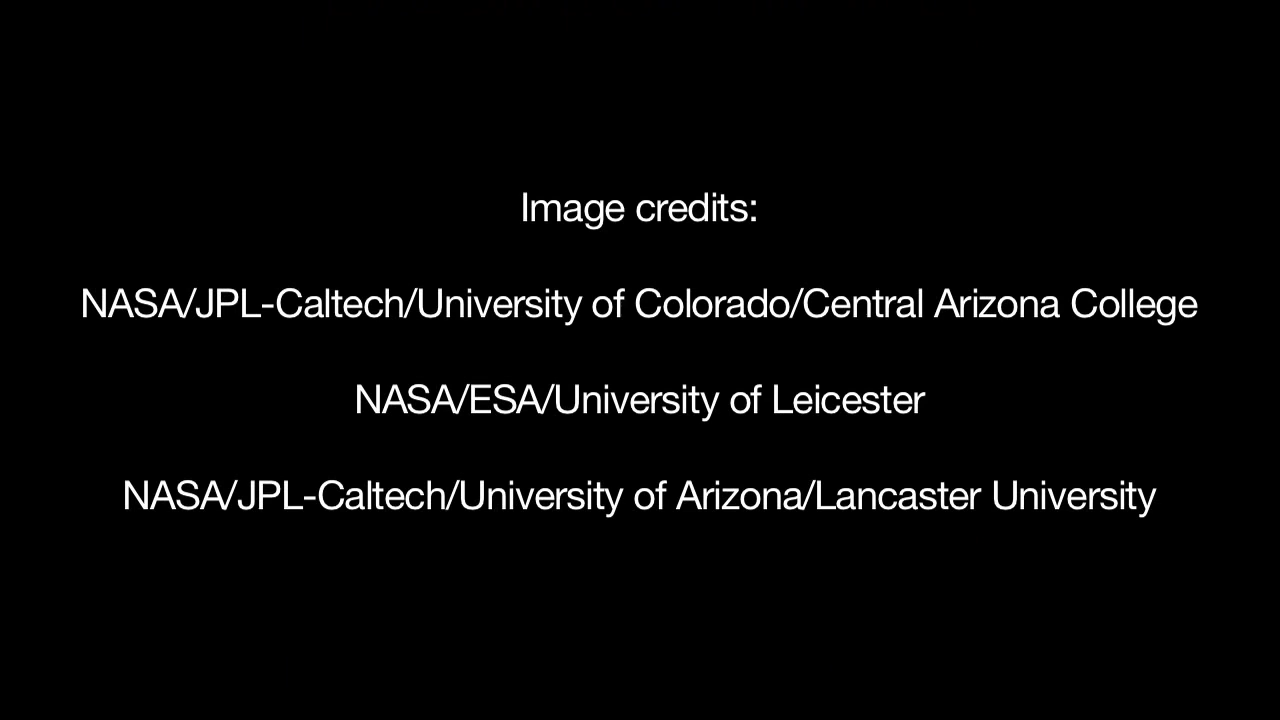 Image credits:
NASA/JPL-Caltech/University of Colorado/Central Arizona College
NASA/ESA/University of Leicester
NASA/JPL-Caltech/University of Arizona/Lancaster University